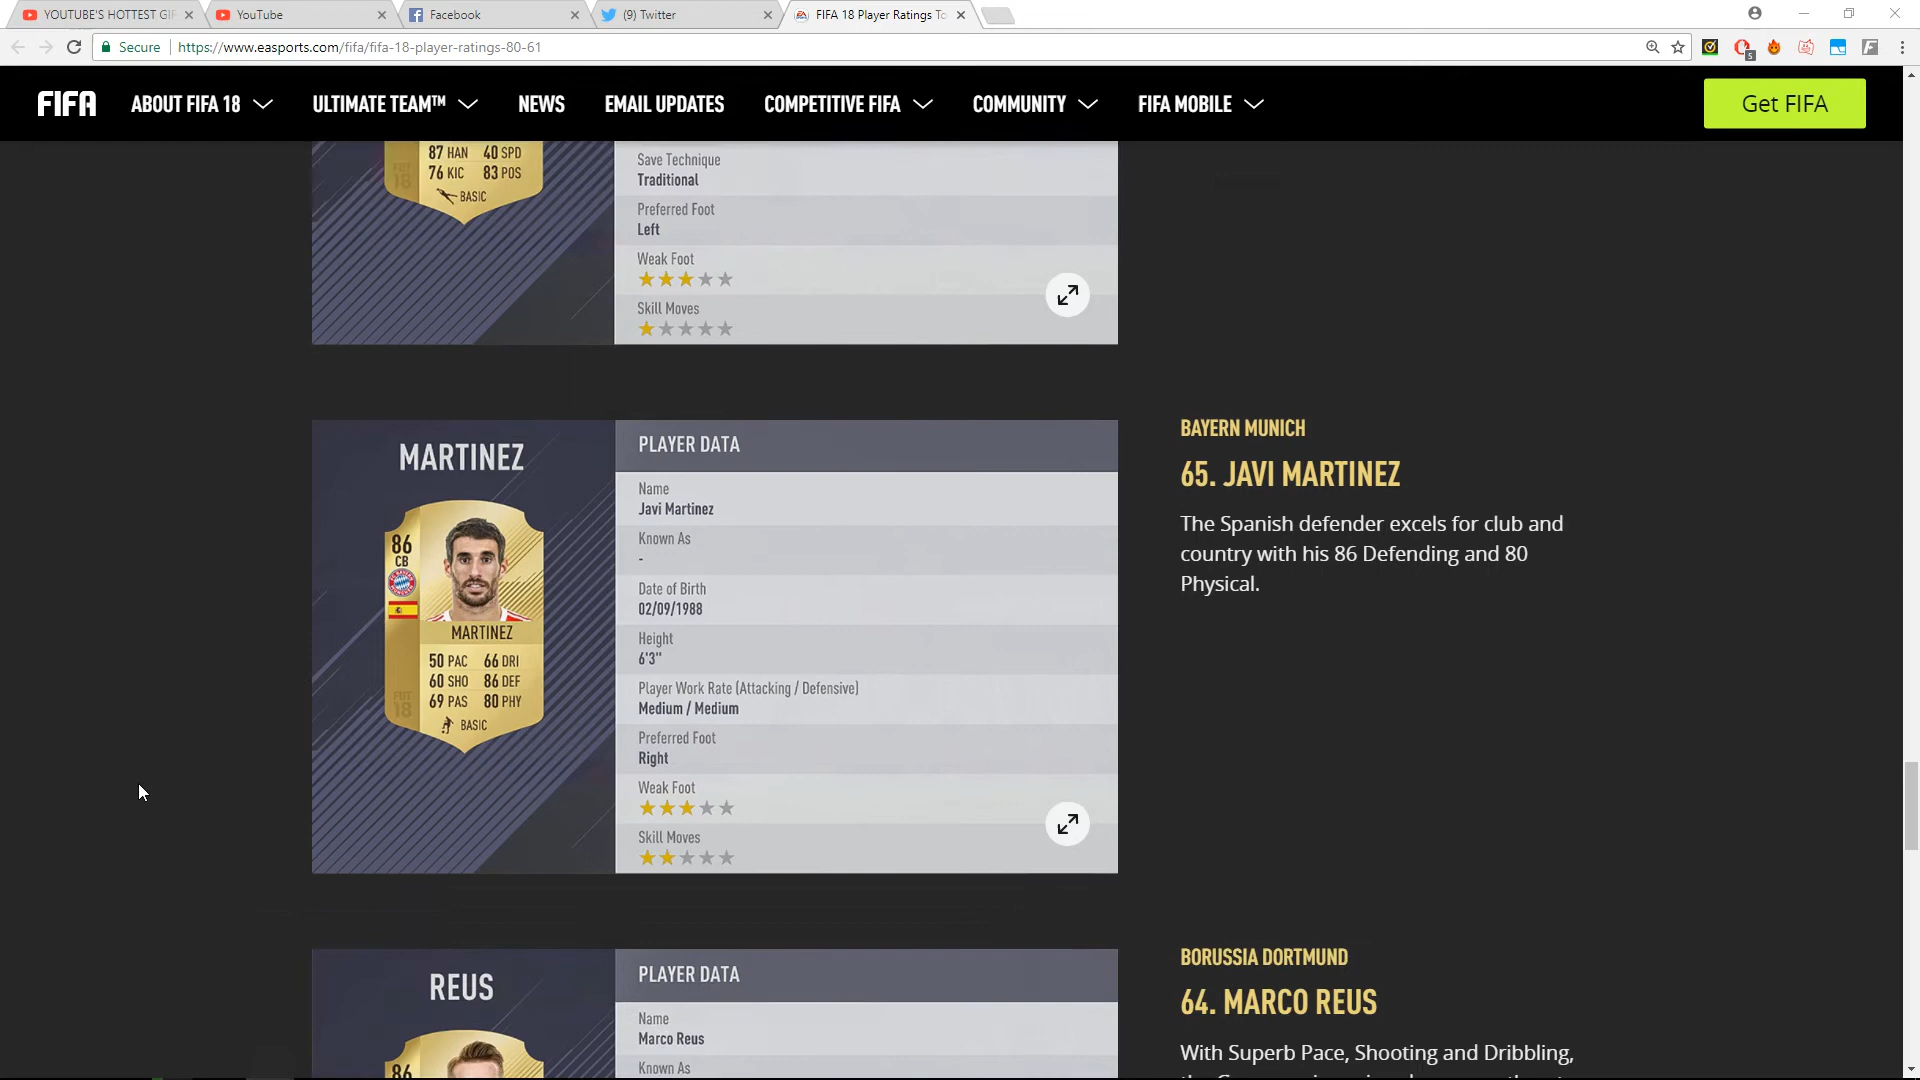 YOUTUBE'S HOTTEST GIF
YouTube
Facebook
(9) Twitter
FIFA 18 Player Ratings To
Secure
https://www.easports.com/fifa/fifa-18-player-ratings-80-61
5
FIFA
ABOUT FIFA 18
ULTIMATE TEAM™
NEWS
EMAIL UPDATES
COMPETITIVE FIFA
COMMUNITY
FIFA MOBILE
Get FIFA
87 HAN 40 SPD
76 KIC 83 POS
BASIC
Save Technique
Traditional
Preferred Foot
Left
Weak Foot
Skill Moves
MARTINEZ
86
CB
MARTINEZ
50 PAC 66 DRI
60 SHO 86 DEF
69 PAS 80 PHY
FUT
18
BASIC
PLAYER DATA
Name
Javi Martinez
Known As
-
Date of Birth
02/09/1988
Height
6'3"
Player Work Rate (Attacking / Defensive)
Medium / Medium
Preferred Foot
Right
Weak Foot
Skill Moves
BAYERN MUNICH
65. JAVI MARTINEZ
The Spanish defender excels for club and
country with his 86 Defending and 80
Physical.
REUS
86
PLAYER DATA
Name
Marco Reus
Known As
BORUSSIA DORTMUND
64. MARCO REUS
With Superb Pace, Shooting and Dribbling,